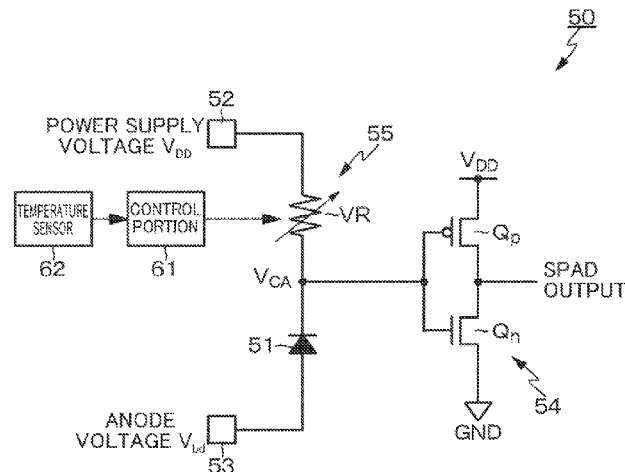 50
52
POWER SUPPLY
VOLTAGE VDD
55
VDD
TEMPERATURE
SENSOR
CONTROL
PORTION
VR
62
61
Qp
VCA
SPAD
OUTPUT
51
Qn
ANODE
VOLTAGE Vbd
53
54
GND